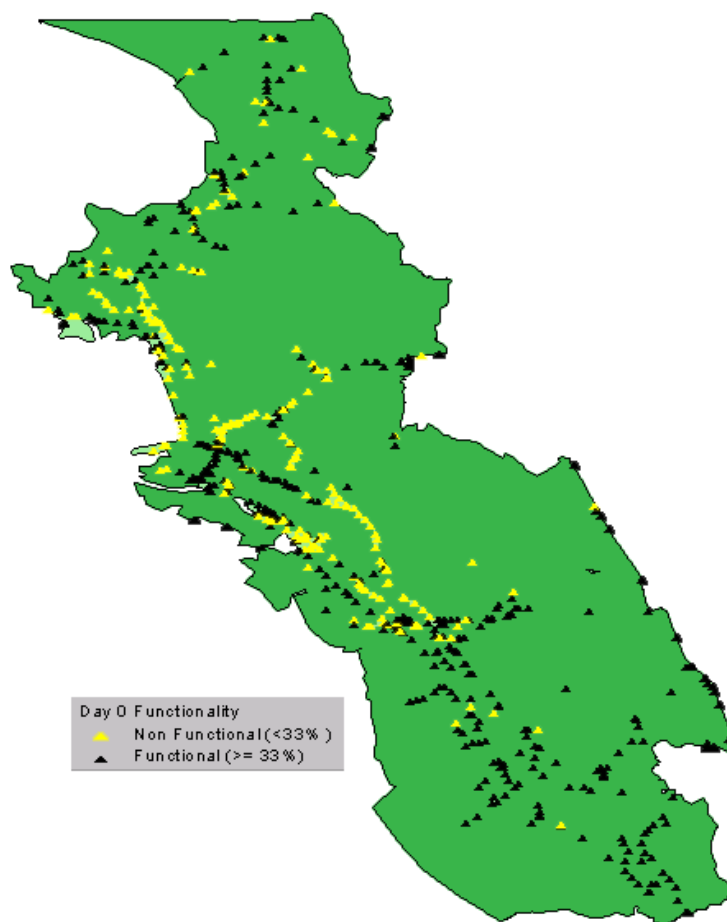 Day 0 Functionality
Non Functional (<33% )
Functional (>= 33%)